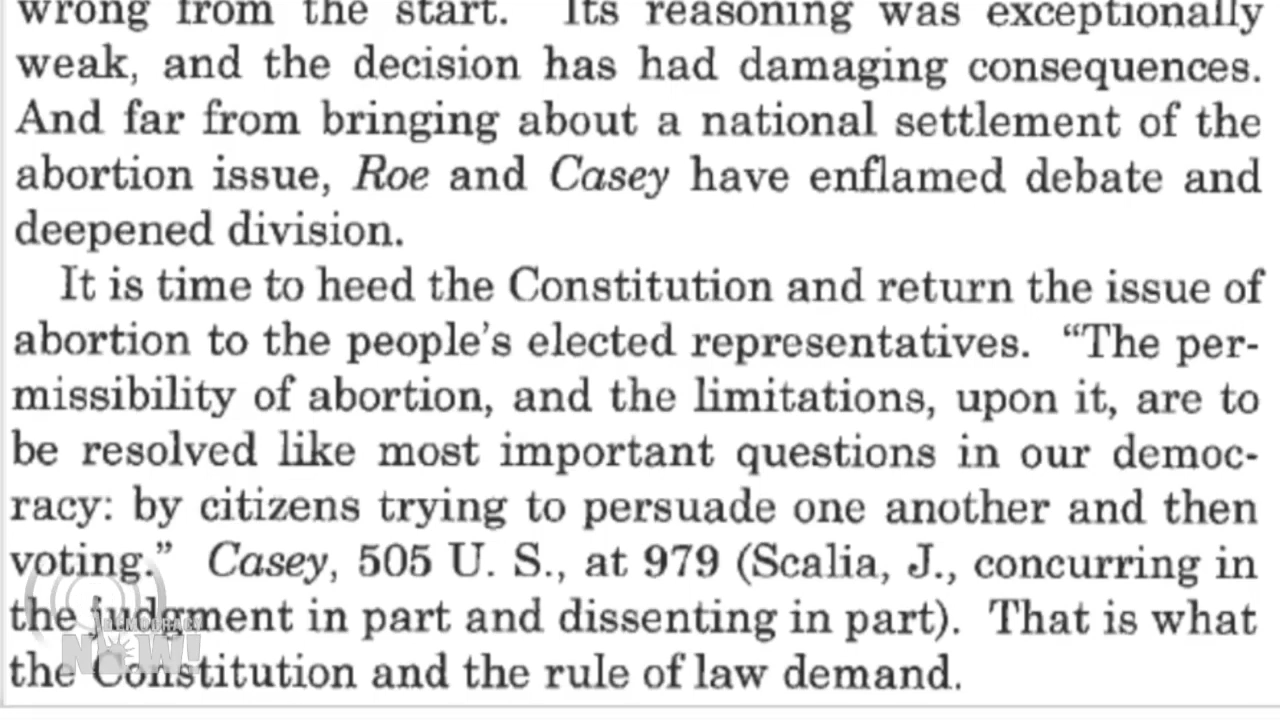 wrong from the start. Its reasoning was exceptionally
weak, and the decision has had damaging consequences.
And far from bringing about a national settlement of the
abortion issue, Roe and Casey have enflamed debate and
deepened division.
It is time to heed the Constitution and return the issue of
abortion to the people’s elected representatives. “The per-
missibility of abortion, and the limitations, upon it, are to
be resolved like most important questions in our democ-
racy: by citizens trying to persuade one another and then
voting.” Casey, 505 U. S., at 979 (Scalia, J., concurring in
the judgment in part and dissenting in part). That is what
the Constitution and the rule of law demand.
DEMOCRACY
NOW!